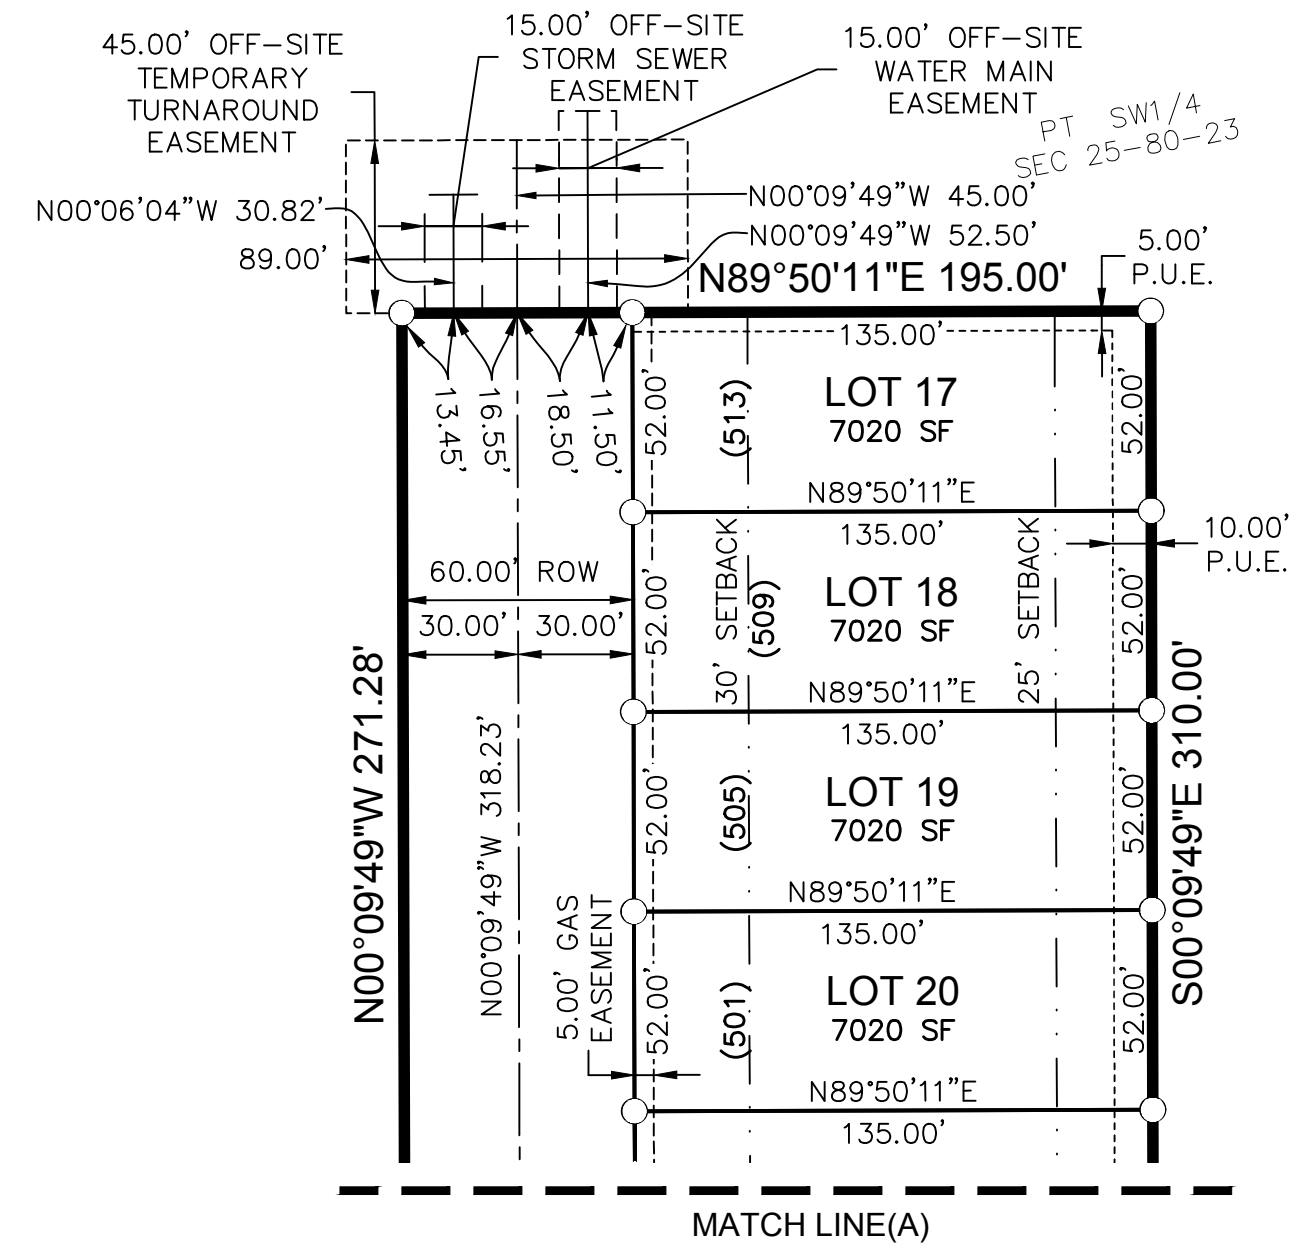 45.00' OFF-SITE
TEMPORARY
TURNAROUND
EASEMENT
15.00' OFF-SITE
STORM SEWER
EASEMENT
15.00' OFF-SITE
WATER MAIN
EASEMENT
PT SW1/4
SEC 25-80-23
N00°06'04"W 30.82'
89.00'
N00°09'49"W 45.00'
N00°09'49"W 52.50'
N89°50'11"E 195.00'
5.00'
P.U.E.
13.45'
16.55'
18.50'
11.50'
135.00'
52.00'
(513)
LOT 17
7020 SF
52.00'
N89°50'11"E
135.00'
10.00'
P.U.E.
60.00' ROW
30.00'
30.00'
52.00'
30' SETBACK
(509)
LOT 18
7020 SF
25' SETBACK
52.00'
N89°50'11"E
135.00'
N00°09'49"W 271.28'
N00°09'49"W 318.23'
S00°09'49"E 310.00'
52.00'
(505)
LOT 19
7020 SF
52.00'
N89°50'11"E
135.00'
5.00' GAS
EASEMENT
52.00'
(501)
LOT 20
7020 SF
52.00'
N89°50'11"E
135.00'
MATCH LINE(A)